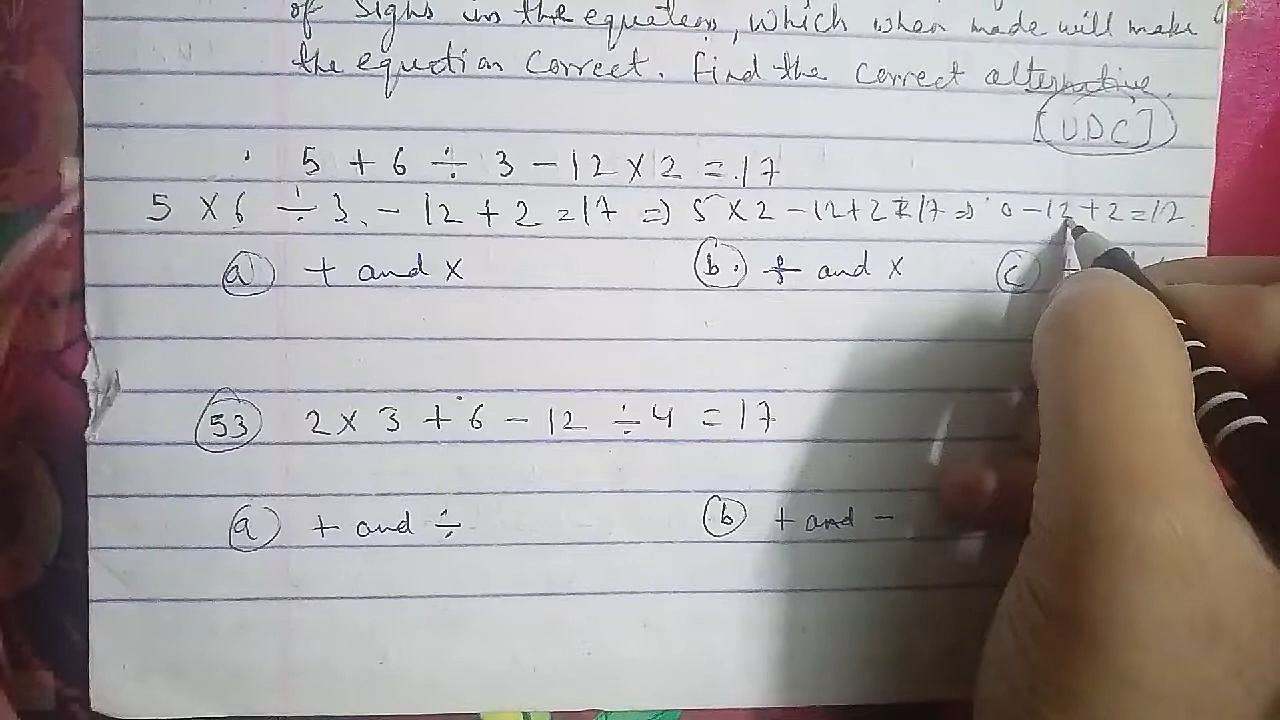 of signs in the equation, which when made will make
the equation correct. Find the correct alternative.
[UDC]
5 + 6 ÷ 3 - 12 × 2 = 17
5 × 6 ÷ 3 - 12 + 2 = 17 ⇒ 5 × 2 - 12 + 2 ≠ 17 ⇒ 10 - 12 + 2 = 17
(a) + and ×
(b.) ÷ and ×
(c)
(53) 2 × 3 + 6 - 12 ÷ 4 = 17
(a) + and ÷
(b) + and -